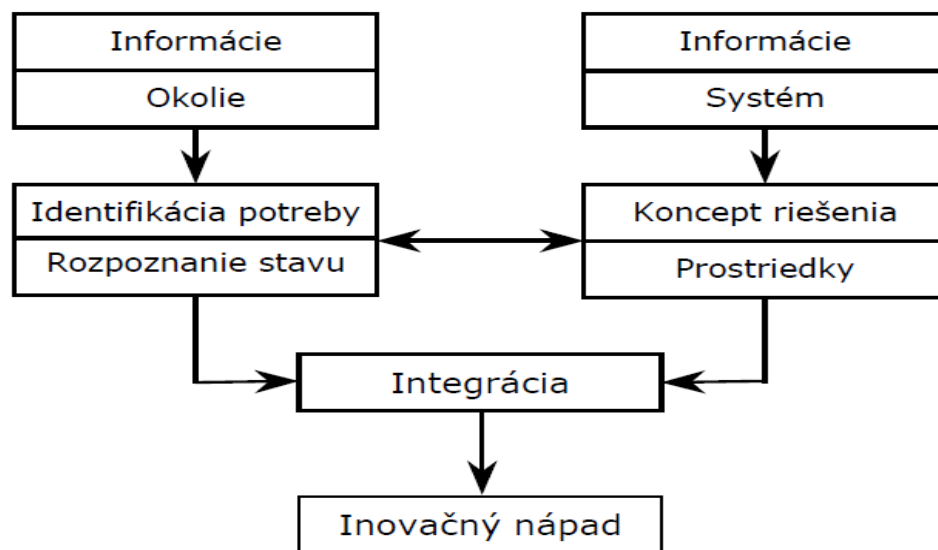 Informácie
Okolie
Informácie
Systém
Identifikácia potreby
Rozpoznanie stavu
Koncept riešenia
Prostriedky
Integrácia
Inovačný nápad